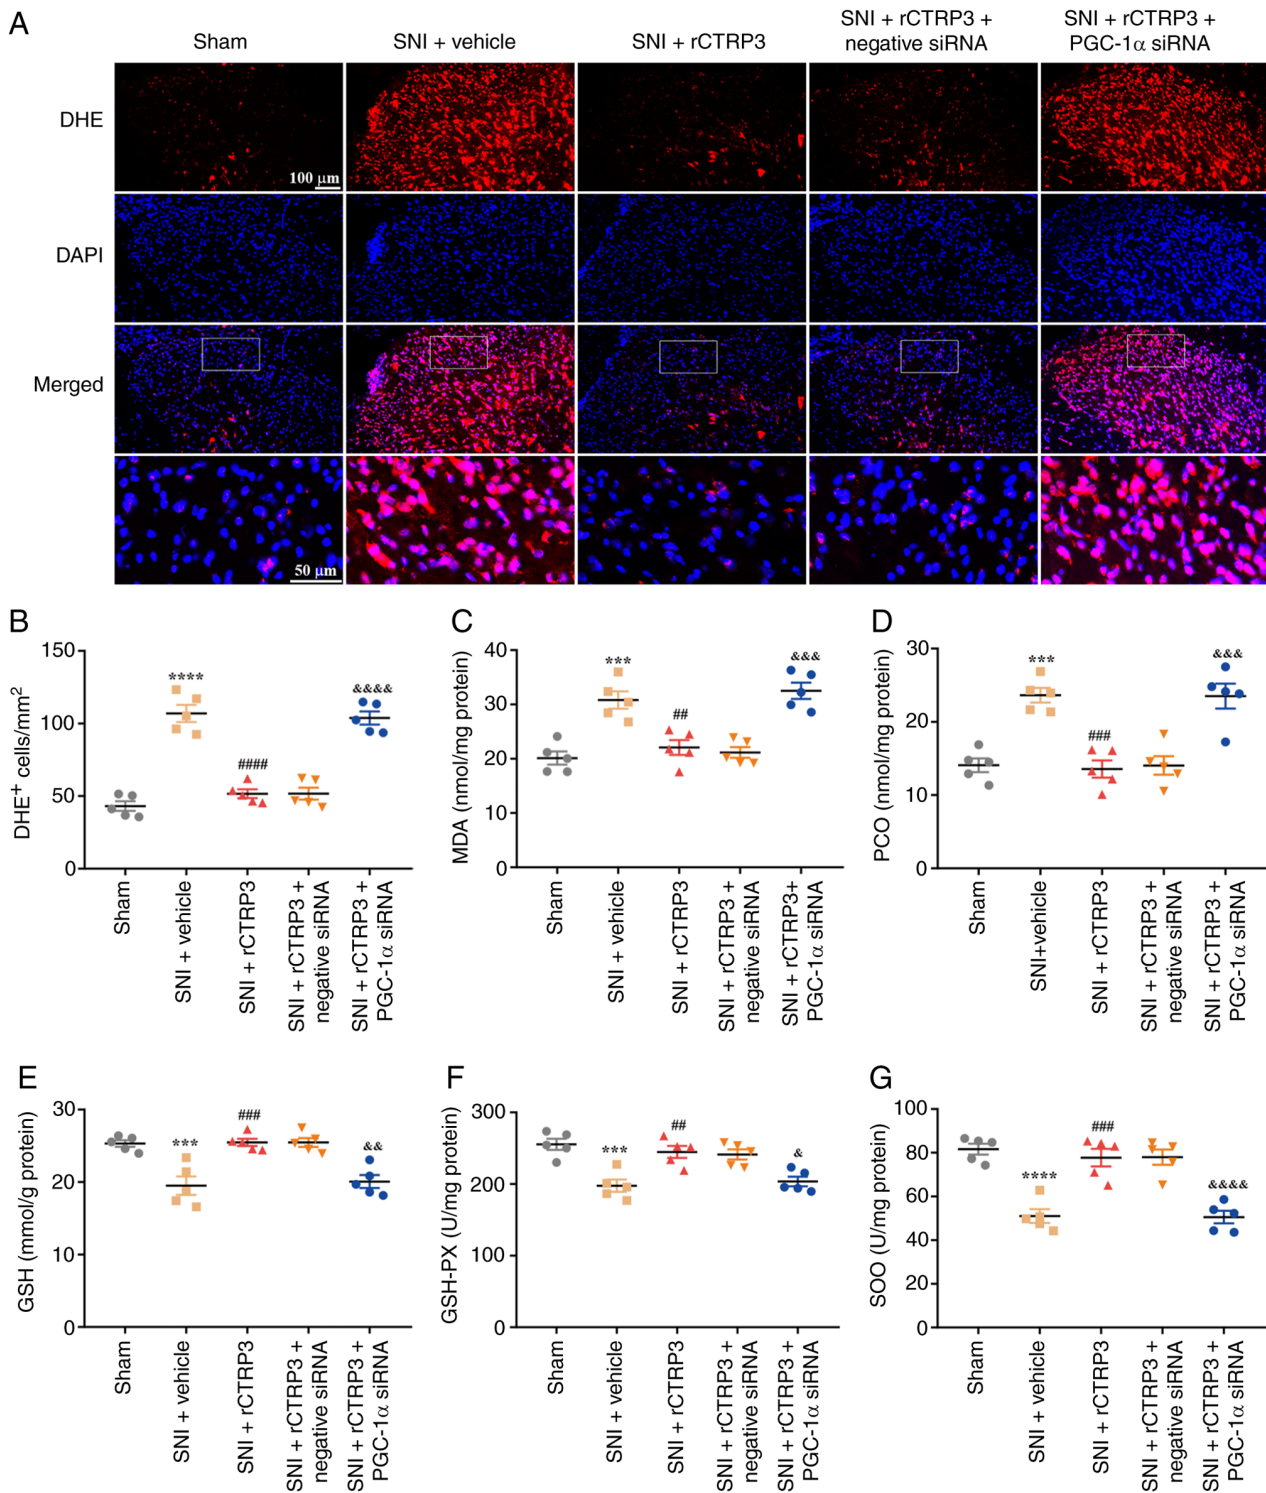 A
Sham
SNI + vehicle
SNI + rCTRP3
SNI + rCTRP3 +
negative siRNA
SNI + rCTRP3 +
PGC-1α siRNA
DHE
100 μm
DAPI
Merged
50 μm
B
DHE+ cells/mm2
150
100
50
0
****
####
&&&&
Sham
SNI + vehicle
SNI + rCTRP3
SNI + rCTRP3 +
negative siRNA
SNI + rCTRP3 +
PGC-1α siRNA
C
MDA (nmol/mg protein)
40
30
20
10
0
***
##
&&&
Sham
SNI + vehicle
SNI + rCTRP3
SNI + rCTRP3 +
negative siRNA
SNI + rCTRP3+
PGC-1α siRNA
D
PCO (nmol/mg protein)
30
20
10
0
***
###
&&&
Sham
SNI+vehicle
SNI + rCTRP3
SNI + rCTRP3 +
negative siRNA
SNI + rCTRP3 +
PGC-1α siRNA
E
GSH (mmol/g protein)
30
20
10
0
***
###
&&
Sham
SNI + vehicle
SNI + rCTRP3
SNI + rCTRP3 +
negative siRNA
SNI + rCTRP3 +
PGC-1α siRNA
F
GSH-PX (U/mg protein)
300
200
100
0
***
##
&
Sham
SNI + vehicle
SNI + rCTRP3
SNI + rCTRP3 +
negative siRNA
SNI + rCTRP3 +
PGC-1α siRNA
G
SOO (U/mg protein)
100
80
60
40
20
0
****
###
&&&&
Sham
SNI + vehicle
SNI + rCTRP3
SNI + rCTRP3 +
negative siRNA
SNI + rCTRP3 +
PGC-1α siRNA